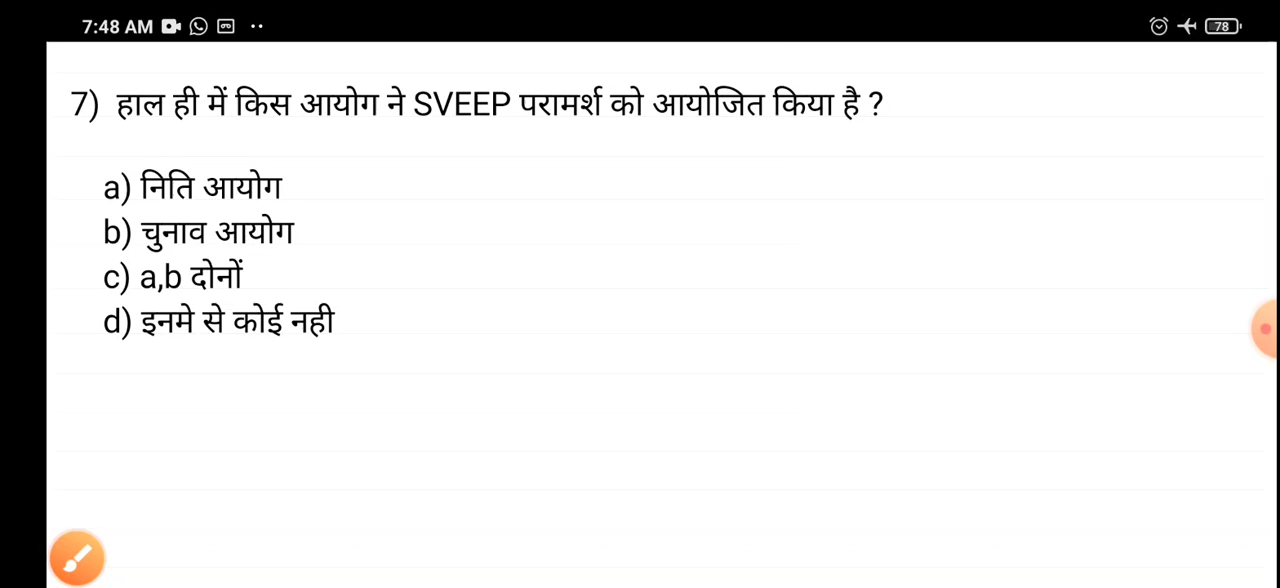 7:48 AM
78
7) हाल ही में किस आयोग ने SVEEP परामर्श को आयोजित किया है ?
a) निति आयोग
b) चुनाव आयोग
c) a,b दोनों
d) इनमे से कोई नही